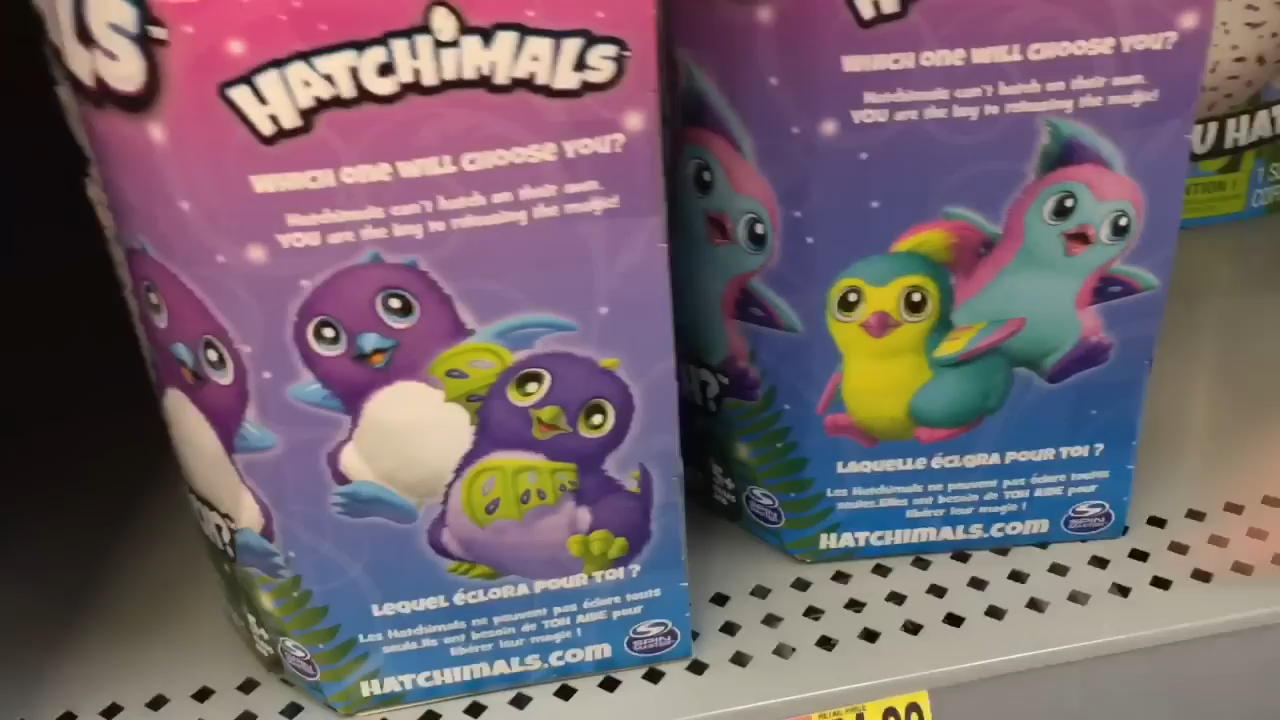 LS
HATCHiMALS
WHICH ONE WILL CHOOSE YOU?
Hatchimals can't hatch on their own.
YOU are the key to releasing the magic!
LEQUEL ÉCLORA POUR TOI ?
Les Hatchimals ne peuvent pas éclore touts
seuls.Ils ont besoin de TON AIDE pour
libérer leur magie !
HATCHIMALS.COM
SPIN
MASTER
WHICH ONE WILL CHOOSE YOU?
Hatchimals can't hatch on their own.
YOU are the key to releasing the magic!
LAQUELLE ÉCLORA POUR TOI ?
Les Hatchimals ne peuvent pas éclore toutes
seules.Elles ont besoin de TON AIDE pour
libérer leur magie !
HATCHIMALS.COM
SPIN
MASTER
5+
U HAT